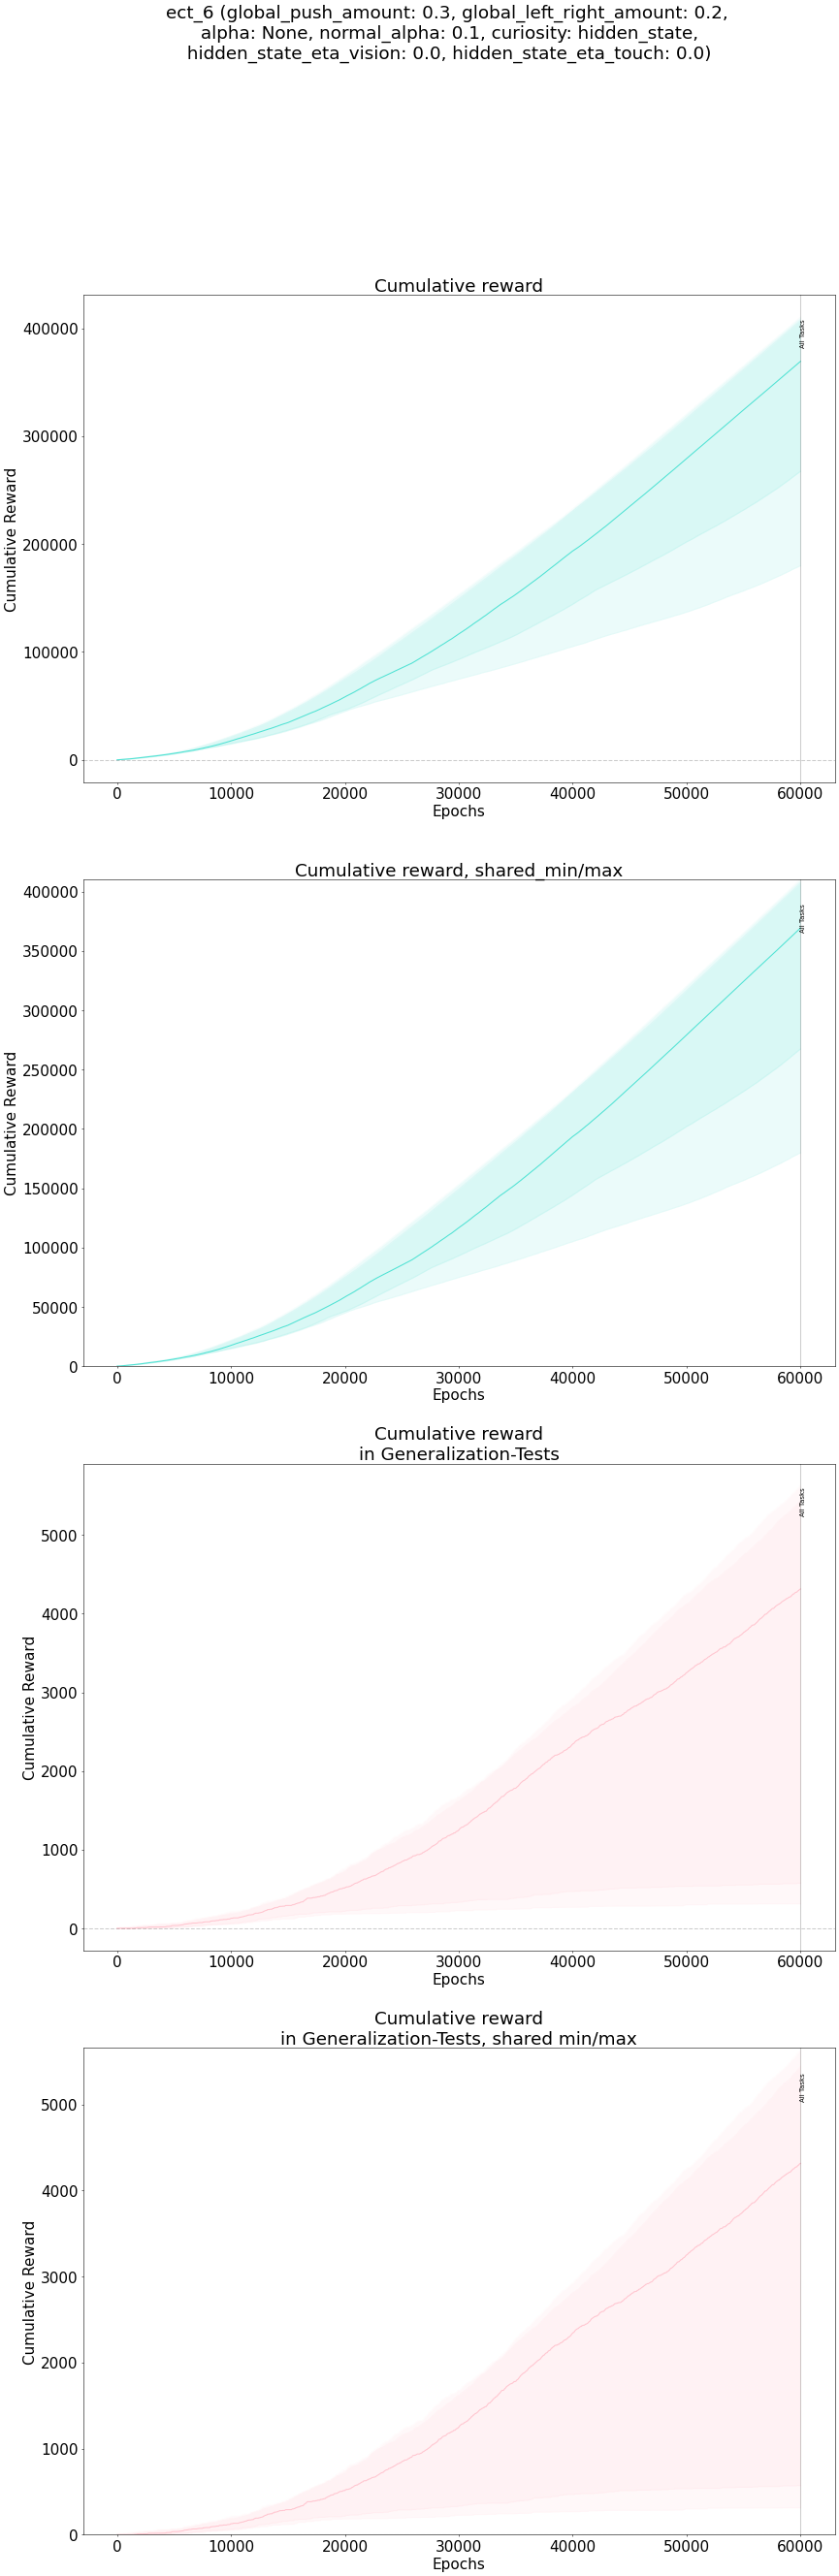 ect_6 (global_push_amount: 0.3, global_left_right_amount: 0.2,
alpha: None, normal_alpha: 0.1, curiosity: hidden_state,
hidden_state_eta_vision: 0.0, hidden_state_eta_touch: 0.0)
Cumulative reward
400000
300000
200000
100000
0
Cumulative Reward
All Tasks
0 10000 20000 30000 40000 50000 60000
Epochs
Cumulative reward, shared_min/max
400000
350000
300000
250000
200000
150000
100000
50000
0
Cumulative Reward
All Tasks
0 10000 20000 30000 40000 50000 60000
Epochs
Cumulative reward
in Generalization-Tests
5000
4000
3000
2000
1000
0
Cumulative Reward
All Tasks
0 10000 20000 30000 40000 50000 60000
Epochs
Cumulative reward
in Generalization-Tests, shared min/max
5000
4000
3000
2000
1000
0
Cumulative Reward
All Tasks
0 10000 20000 30000 40000 50000 60000
Epochs